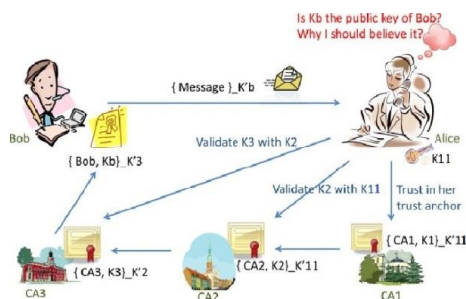 Is Kb the public key of Bob?
Why I should believe it?
{ Message }_K'b
Bob
Alice
{ Bob, Kb}_K'3
Validate K3 with K2
K11
Validate K2 with K11
Trust in her
trust anchor
{ CA3, K3}_K'2
{ CA2, K2}_K'11
{ CA1, K1}_K'11
CA3
CA2
CA1